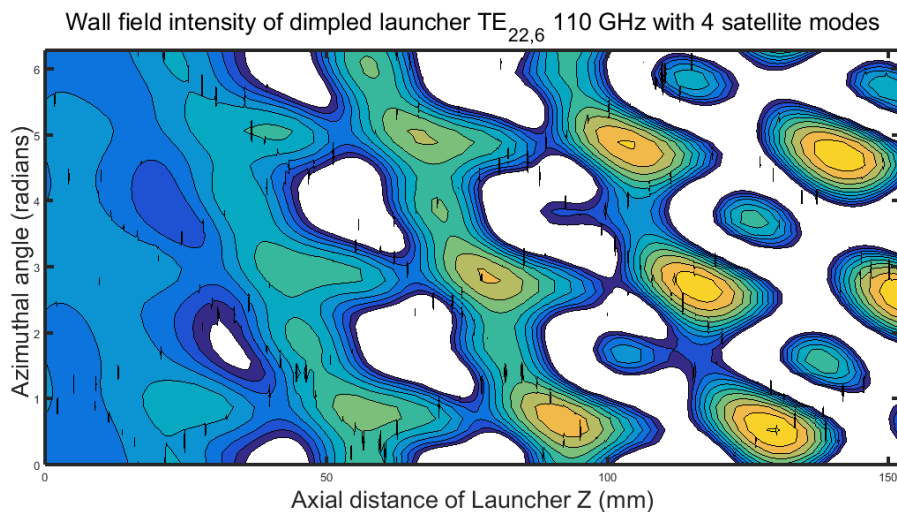 Wall field intensity of dimpled launcher TE22,6 110 GHz with 4 satellite modes
Azimuthal angle (radians)
6
5
4
3
2
1
0
0 50 100 150
Axial distance of Launcher Z (mm)